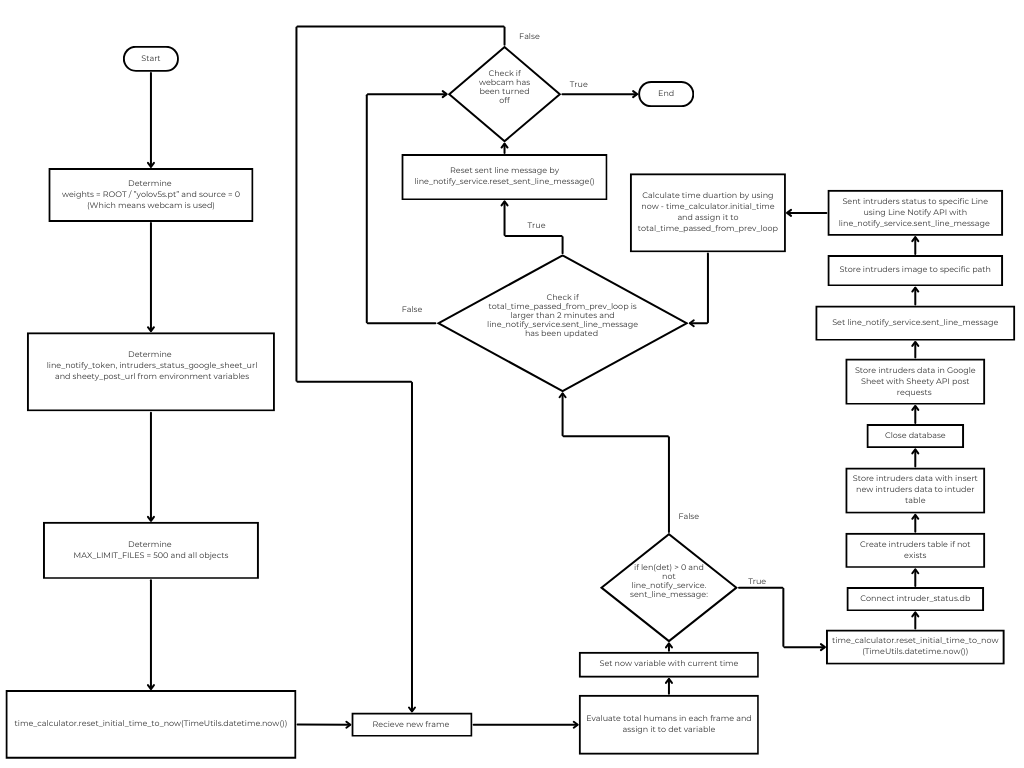 Start
Determine
weights = ROOT / "yolov5s.pt" and source = 0
(Which means webcam is used)
Determine
line_notify_token, intruders_status_google_sheet_url
and sheety_post_url from environment variables
Determine
MAX_LIMIT_FILES = 500 and all objects
time_calculator.reset_initial_time_to_now(TimeUtils.datetime.now())
Recieve new frame
Evaluate total humans in each frame and
assign it to det variable
Set now variable with current time
if len(det) > 0 and
not
line_notify_service.
sent_line_message:
True
False
time_calculator.reset_initial_time_to_now
(TimeUtils.datetime.now())
Connect intruder_status.db
Create intruders table if not
exists
Store intruders data with insert
new intruders data to intuder
table
Close database
Store intruders data in Google
Sheet with Sheety API post
requests
Set line_notify_service.sent_line_message
Store intruders image to specific path
Sent intruders status to specific Line
using Line Notify API with
line_notify_service.sent_line_message
Calculate time duartion by using
now - time_calculator.initial_time
and assign it to
total_time_passed_from_prev_loop
Check if
total_time_passed_from_prev_loop is
larger than 2 minutes and
line_notify_service.sent_line_message
has been updated
False
True
Reset sent line message by
line_notify_service.reset_sent_line_message()
Check if
webcam has
been turned
off
False
True
End